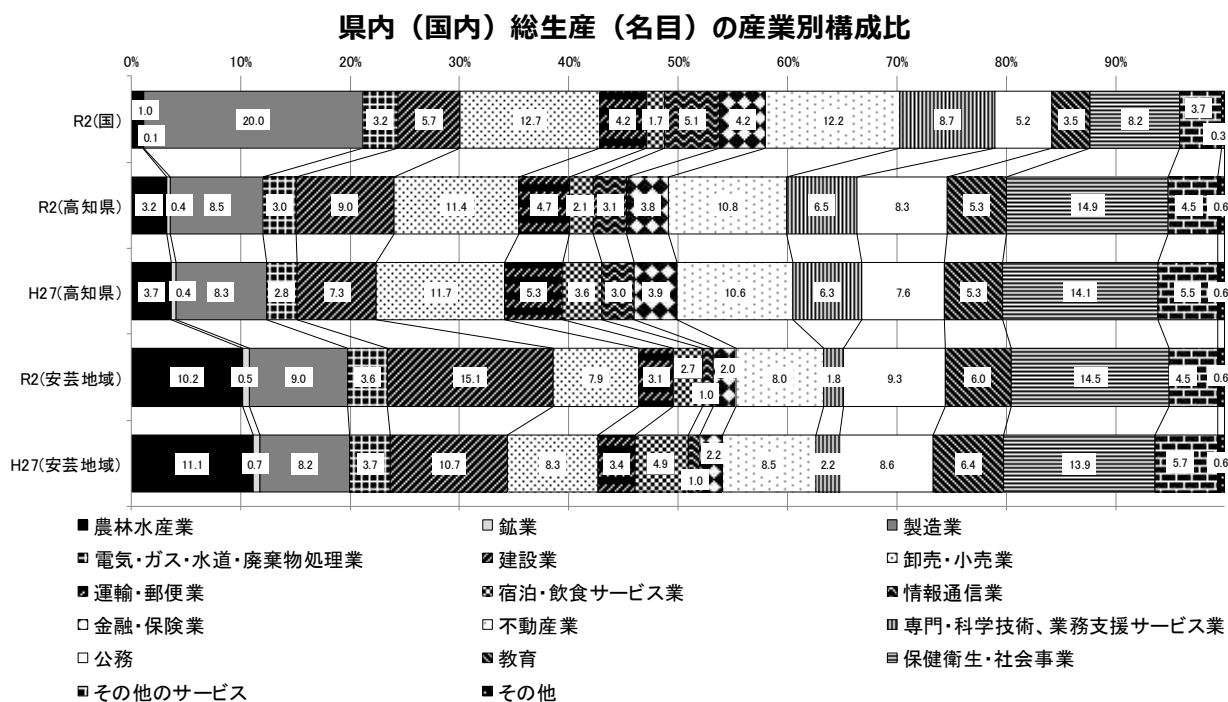 県内（国内）総生産（名目）の産業別構成比
0% 10% 20% 30% 40% 50% 60% 70% 80% 90%
R2(国) 1.0 0.1 20.0 3.2 5.7 12.7 4.2 1.7 5.1 4.2 12.2 8.7 5.2 3.5 8.2 3.7 0.3
R2(高知県) 3.2 0.4 8.5 3.0 9.0 11.4 4.7 2.1 3.1 3.8 10.8 6.5 8.3 5.3 14.9 4.5 0.6
H27(高知県) 3.7 0.4 8.3 2.8 7.3 11.7 5.3 3.6 3.0 3.9 10.6 6.3 7.6 5.3 14.1 5.5 0.6
R2(安芸地域) 10.2 0.5 9.0 3.6 15.1 7.9 3.1 2.7 1.0 2.0 8.0 1.8 9.3 6.0 14.5 4.5 0.6
H27(安芸地域) 11.1 0.7 8.2 3.7 10.7 8.3 3.4 4.9 1.0 2.2 8.5 2.2 8.6 6.4 13.9 5.7 0.6
農林水産業 鉱業 製造業
電気・ガス・水道・廃棄物処理業 建設業 卸売・小売業
運輸・郵便業 宿泊・飲食サービス業 情報通信業
金融・保険業 不動産業 専門・科学技術、業務支援サービス業
公務 教育 保健衛生・社会事業
その他のサービス その他